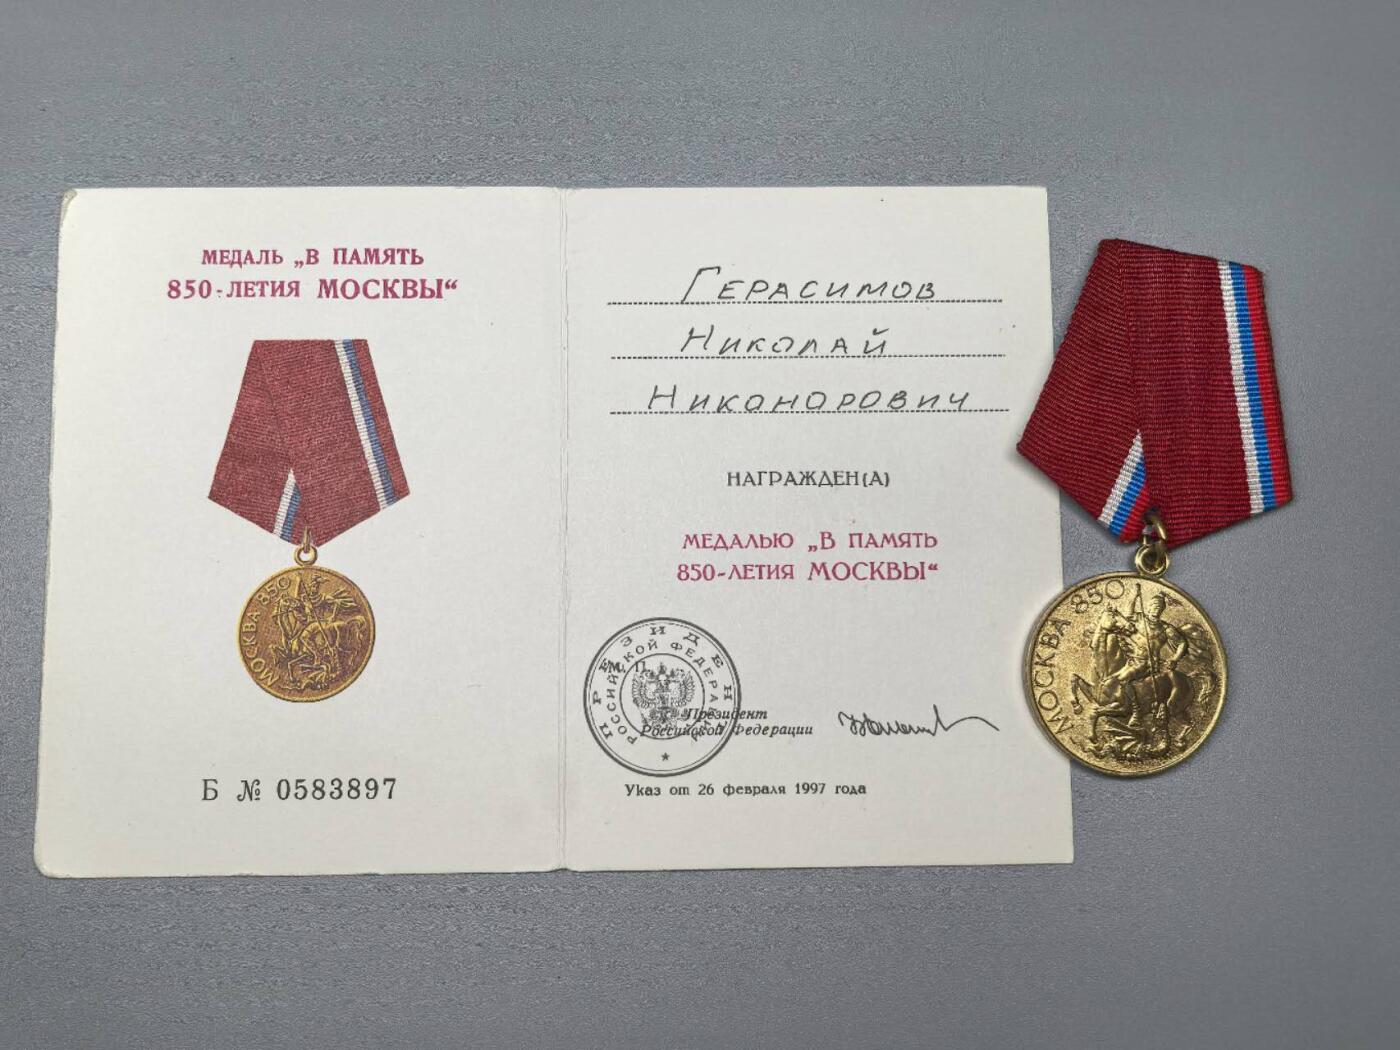 МЕДАЛЬ „В ПАМЯТЬ
850-ЛЕТИЯ МОСКВЫ“
МОСКВА 850
Б № 0583897
ГЕРАСИМОВ
НИКОЛАЙ
НИКАНОРОВИЧ
НАГРАЖДЕН(А)
МЕДАЛЬЮ „В ПАМЯТЬ
850-ЛЕТИЯ МОСКВЫ“
ПРЕЗИДЕНТ
РОССИЙСКОЙ ФЕДЕРАЦИИ
М. П.
Президент
Российской Федерации
Указ от 26 февраля 1997 года
МОСКВА 850